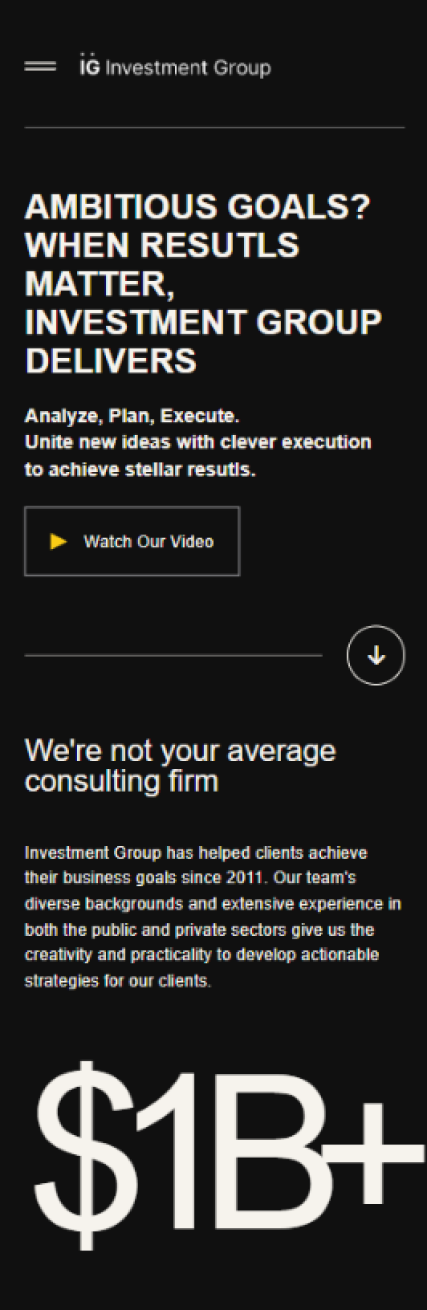 IG Investment Group
AMBITIOUS GOALS?
WHEN RESUTLS
MATTER,
INVESTMENT GROUP
DELIVERS
Analyze, Plan, Execute.
Unite new ideas with clever execution
to achieve stellar resutls.
Watch Our Video
We're not your average
consulting firm
Investment Group has helped clients achieve
their business goals since 2011. Our team's
diverse backgrounds and extensive experience in
both the public and private sectors give us the
creativity and practicality to develop actionable
strategies for our clients.
$1B+